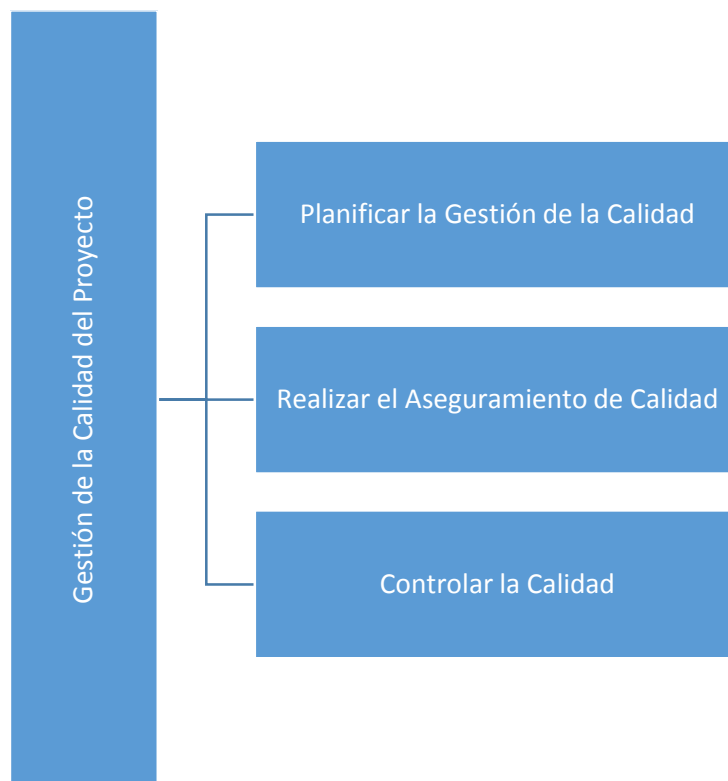 Gestión de la Calidad del Proyecto
Planificar la Gestión de la Calidad
Realizar el Aseguramiento de Calidad
Controlar la Calidad